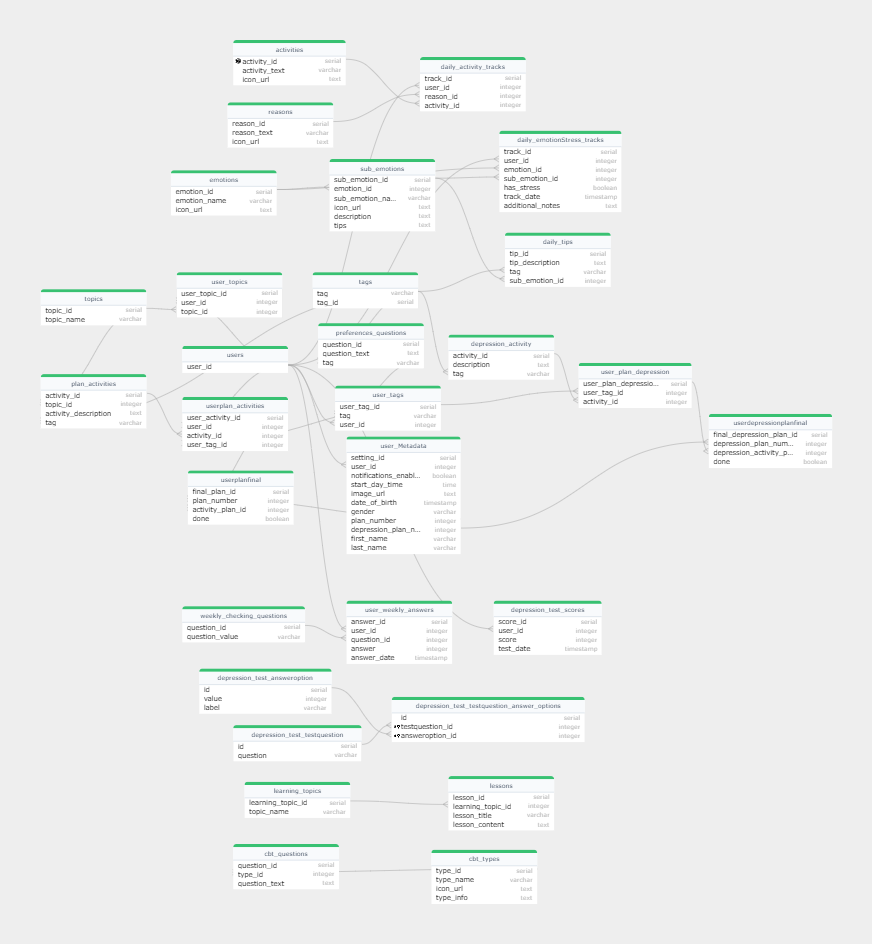 activities
activity_id serial
activity_text varchar
icon_url text
daily_activity_tracks
track_id serial
user_id integer
reason_id integer
activity_id integer
reasons
reason_id serial
reason_text varchar
icon_url text
daily_emotionStress_tracks
track_id serial
user_id integer
emotion_id integer
sub_emotion_id integer
has_stress boolean
track_date timestamp
additional_notes text
sub_emotions
sub_emotion_id serial
emotion_id integer
sub_emotion_na... varchar
icon_url text
description text
tips text
emotions
emotion_id serial
emotion_name varchar
icon_url text
daily_tips
tip_id serial
tip_description text
tag varchar
sub_emotion_id integer
user_topics
user_topic_id serial
user_id integer
topic_id integer
tags
tag varchar
tag_id serial
topics
topic_id serial
topic_name varchar
preferences_questions
question_id serial
question_text text
tag varchar
depression_activity
activity_id serial
description text
tag varchar
users
user_id
user_plan_depression
user_plan_depressio... serial
user_tag_id integer
activity_id integer
plan_activities
activity_id serial
topic_id integer
activity_description text
tag varchar
user_tags
user_tag_id serial
tag varchar
user_id integer
userplan_activities
user_activity_id serial
user_id integer
activity_id integer
user_tag_id integer
userdepressionplanfinal
final_depression_plan_id serial
depression_plan_num... integer
depression_activity_p... integer
done boolean
user_Metadata
setting_id serial
user_id integer
notifications_enabl... boolean
start_day_time time
image_url text
date_of_birth timestamp
gender varchar
plan_number integer
depression_plan_n... integer
first_name varchar
last_name varchar
userplanfinal
final_plan_id serial
plan_number integer
activity_plan_id integer
done boolean
weekly_checking_questions
question_id serial
question_value varchar
user_weekly_answers
answer_id serial
user_id integer
question_id integer
answer integer
answer_date timestamp
depression_test_scores
score_id serial
user_id integer
score integer
test_date timestamp
depression_test_answeroption
id serial
value integer
label varchar
depression_test_testquestion_answer_options
id serial
testquestion_id integer
answeroption_id integer
depression_test_testquestion
id serial
question varchar
learning_topics
learning_topic_id serial
topic_name varchar
lessons
lesson_id serial
learning_topic_id integer
lesson_title varchar
lesson_content text
cbt_questions
question_id serial
type_id integer
question_text text
cbt_types
type_id serial
type_name varchar
icon_url text
type_info text